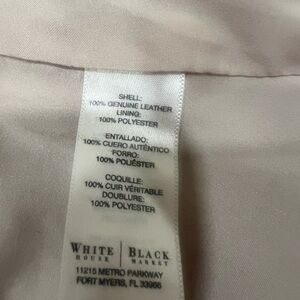 SHELL:
100% GENUINE LEATHER
LINING:
100% POLYESTER
ENTALLADO:
100% CUERO AUTÉNTICO
FORRO:
100% POLIÉSTER
COQUILLE:
100% CUIR VÉRITABLE
DOUBLURE:
100% POLYESTER
WHITE | BLACK
HOUSE | MARKET
11215 METRO PARKWAY
FORT MYERS, FL 33966